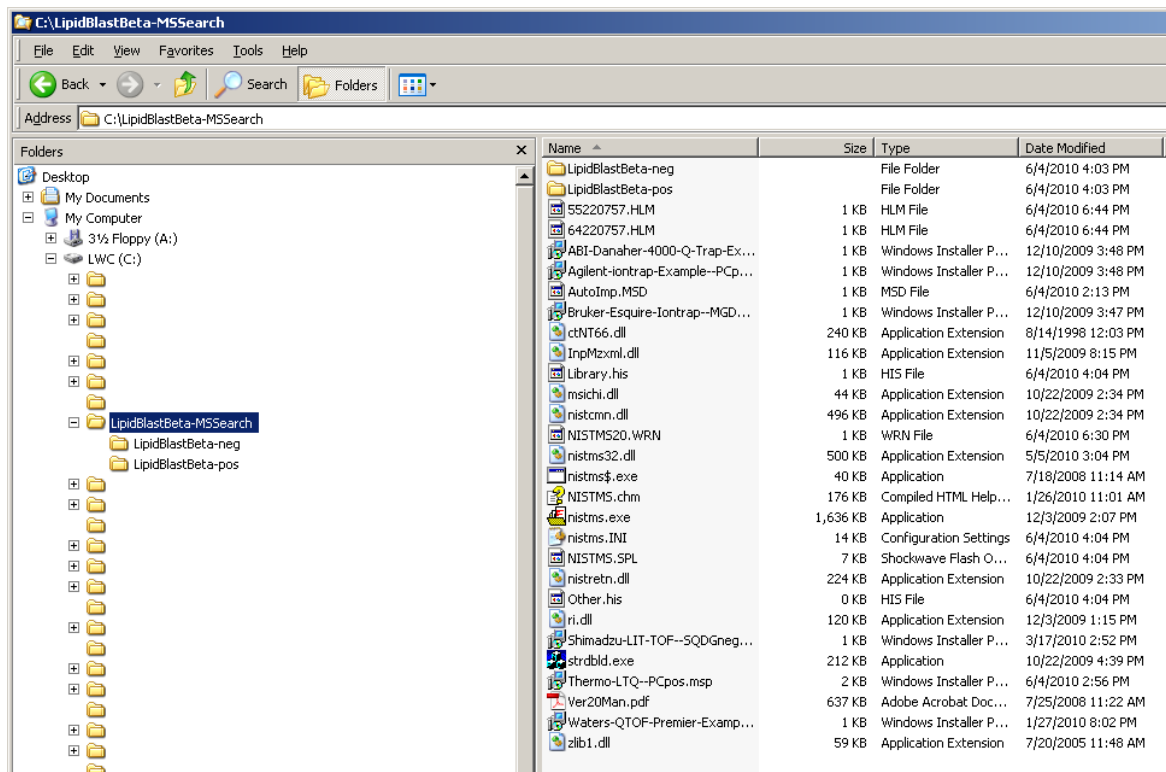 C:\LipidBlastBeta-MSSearch
File Edit View Favorites Tools Help
Back Search Folders
Address C:\LipidBlastBeta-MSSearch
Folders x
Desktop
My Documents
My Computer
3½ Floppy (A:)
LWC (C:)
LipidBlastBeta-MSSearch
LipidBlastBeta-neg
LipidBlastBeta-pos
Name Size Type Date Modified
LipidBlastBeta-neg File Folder 6/4/2010 4:03 PM
LipidBlastBeta-pos File Folder 6/4/2010 4:03 PM
55220757.HLM 1 KB HLM File 6/4/2010 6:44 PM
64220757.HLM 1 KB HLM File 6/4/2010 6:44 PM
ABI-Danaher-4000-Q-Trap-Ex... 1 KB Windows Installer P... 12/10/2009 3:48 PM
Agilent-iontrap-Example--PCp... 1 KB Windows Installer P... 12/10/2009 3:48 PM
AutoImp.MSD 1 KB MSD File 6/4/2010 2:13 PM
Bruker-Esquire-Iontrap--MGD... 1 KB Windows Installer P... 12/10/2009 3:47 PM
ctNT66.dll 240 KB Application Extension 8/14/1998 12:03 PM
InpMzxml.dll 116 KB Application Extension 11/5/2009 8:15 PM
Library.his 1 KB HIS File 6/4/2010 4:04 PM
msichi.dll 44 KB Application Extension 10/22/2009 2:34 PM
nistcmn.dll 496 KB Application Extension 10/22/2009 2:34 PM
NISTMS20.WRN 1 KB WRN File 6/4/2010 6:30 PM
nistms32.dll 500 KB Application Extension 5/5/2010 3:04 PM
nistms$.exe 40 KB Application 7/18/2008 11:14 AM
NISTMS.chm 176 KB Compiled HTML Help... 1/26/2010 11:01 AM
nistms.exe 1,636 KB Application 12/3/2009 2:07 PM
nistms.INI 14 KB Configuration Settings 6/4/2010 4:04 PM
NISTMS.SPL 7 KB Shockwave Flash O... 6/4/2010 4:04 PM
nistretn.dll 224 KB Application Extension 10/22/2009 2:33 PM
Other.his 0 KB HIS File 6/4/2010 4:04 PM
ri.dll 120 KB Application Extension 12/3/2009 1:15 PM
Shimadzu-LIT-TOF--SQDGneg... 1 KB Windows Installer P... 3/17/2010 2:52 PM
strdbld.exe 212 KB Application 10/22/2009 4:39 PM
Thermo-LTQ--PCpos.msp 2 KB Windows Installer P... 6/4/2010 2:56 PM
Ver20Man.pdf 637 KB Adobe Acrobat Doc... 7/25/2008 11:22 AM
Waters-QTOF-Premier-Examp... 1 KB Windows Installer P... 1/27/2010 8:02 PM
zlib1.dll 59 KB Application Extension 7/20/2005 11:48 AM